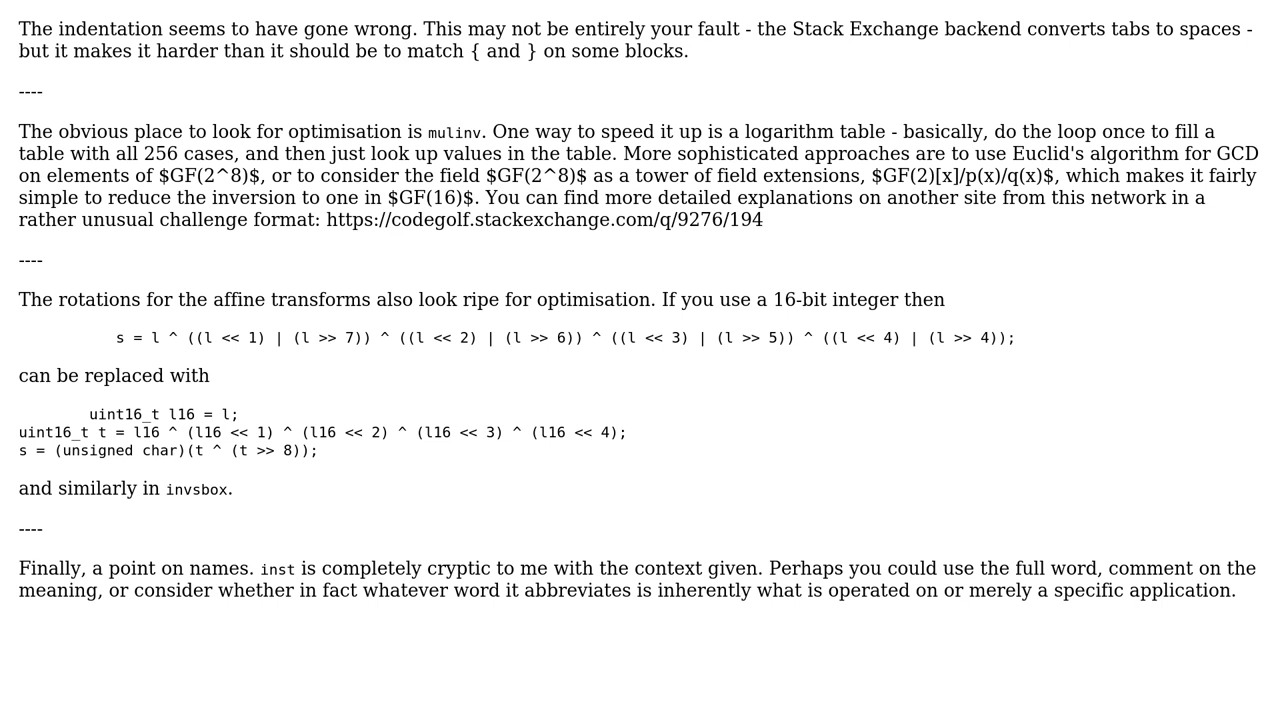 The indentation seems to have gone wrong. This may not be entirely your fault - the Stack Exchange backend converts tabs to spaces -
but it makes it harder than it should be to match { and } on some blocks.
----
The obvious place to look for optimisation is mulinv. One way to speed it up is a logarithm table - basically, do the loop once to fill a
table with all 256 cases, and then just look up values in the table. More sophisticated approaches are to use Euclid's algorithm for GCD
on elements of $GF(2^8)$, or to consider the field $GF(2^8)$ as a tower of field extensions, $GF(2)[x]/p(x)/q(x)$, which makes it fairly
simple to reduce the inversion to one in $GF(16)$. You can find more detailed explanations on another site from this network in a
rather unusual challenge format: https://codegolf.stackexchange.com/q/9276/194
----
The rotations for the affine transforms also look ripe for optimisation. If you use a 16-bit integer then
s = l ^ ((l << 1) | (l >> 7)) ^ ((l << 2) | (l >> 6)) ^ ((l << 3) | (l >> 5)) ^ ((l << 4) | (l >> 4));
can be replaced with
uint16_t l16 = l;
uint16_t t = l16 ^ (l16 << 1) ^ (l16 << 2) ^ (l16 << 3) ^ (l16 << 4);
s = (unsigned char)(t ^ (t >> 8));
and similarly in invsbox.
----
Finally, a point on names. inst is completely cryptic to me with the context given. Perhaps you could use the full word, comment on the
meaning, or consider whether in fact whatever word it abbreviates is inherently what is operated on or merely a specific application.